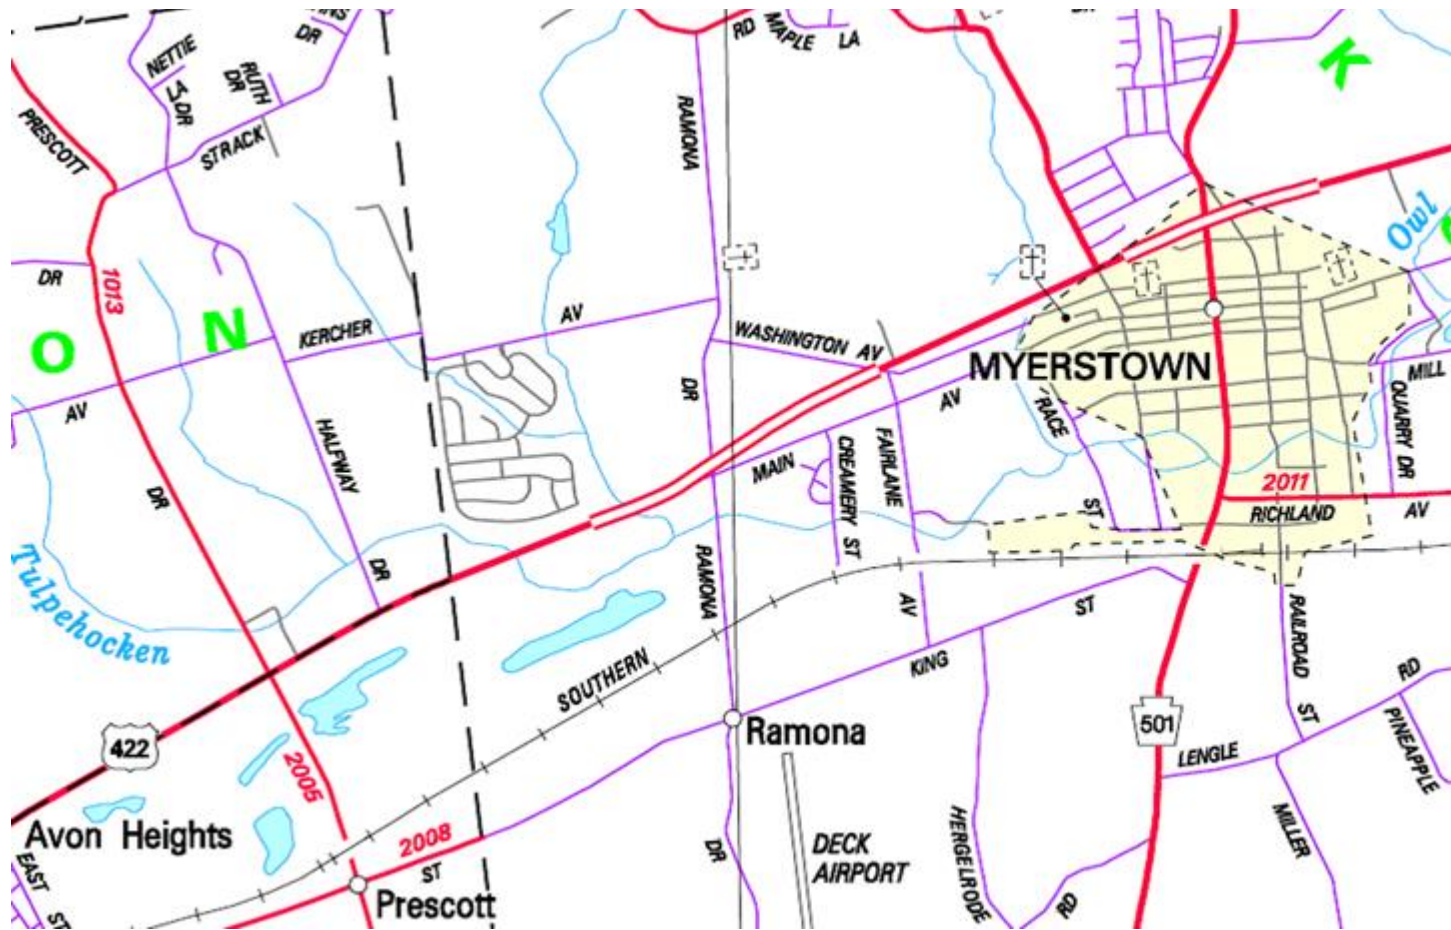 NETTIE
LA DR
RUTH
DR
DR
STRACK
PRESCOTT
RD
MAPLE LA
K
RAMONA
DR
1013
O
N
KERCHER
AV
AV
WASHINGTON AV
Owl
MYERSTOWN
MILL
HALFWAY
DR
DR
DR
MAIN
AV
CREAMERY ST
FAIRLANE
AV
RACE
ST
QUARRY DR
2011
RICHLAND
AV
Tulpehocken
RAMONA
SOUTHERN
KING
ST
RAILROAD
ST
RD
PINEAPPLE
422
2005
Ramona
501
LENGLE
MILLER
Avon Heights
EAST
ST
2008
ST
Prescott
DR
DECK
AIRPORT
HERGELRODE
RD